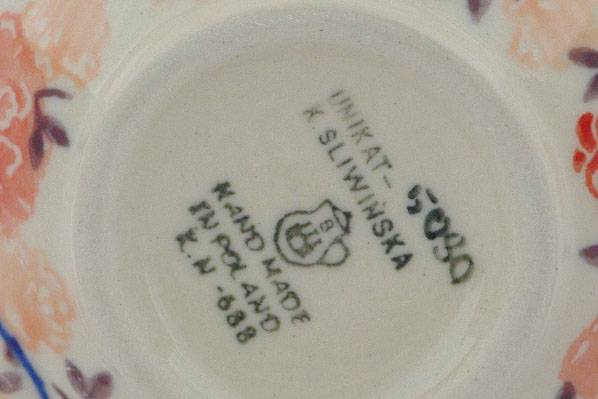 UNIKAT-
K. SLIWIŃSKA
5090
B
HAND MADE
IN POLAND
K.N -688